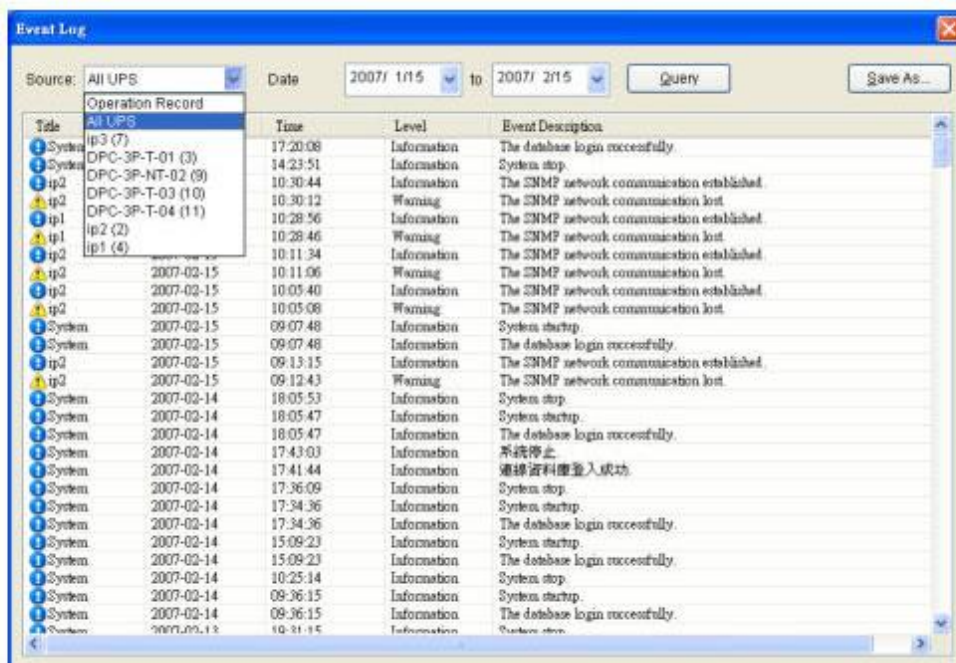 Event Log
Source: All UPS Date 2007/ 1/15 to 2007/ 2/15 Query Save As...
Operation Record
All UPS
ip3 (7)
DPC-3P-T-01 (3)
DPC-3P-NT-02 (9)
DPC-3P-T-03 (10)
DPC-3P-T-04 (11)
ip2 (2)
ip1 (4)
Title Time Level Event Description
System 17:20:08 Information The database login successfully.
System 14:23:51 Information System stop.
ip2 10:30:44 Information The SNMP network communication established.
ip2 10:30:12 Warning The SNMP network communication lost.
ip1 10:28:56 Information The SNMP network communication established.
ip1 10:28:46 Warning The SNMP network communication lost.
ip2 10:11:34 Information The SNMP network communication established.
ip2 2007-02-15 10:11:06 Warning The SNMP network communication lost.
ip2 2007-02-15 10:05:40 Information The SNMP network communication established.
ip2 2007-02-15 10:05:08 Warning The SNMP network communication lost.
System 2007-02-15 09:07:48 Information System startup.
System 2007-02-15 09:07:48 Information The database login successfully.
ip2 2007-02-15 09:13:15 Information The SNMP network communication established.
ip2 2007-02-15 09:12:43 Warning The SNMP network communication lost.
System 2007-02-14 18:05:53 Information System stop.
System 2007-02-14 18:05:47 Information System startup.
System 2007-02-14 18:05:47 Information The database login successfully.
System 2007-02-14 17:43:03 Information 系統停止.
System 2007-02-14 17:41:44 Information 連線資料庫登入成功.
System 2007-02-14 17:36:09 Information System stop.
System 2007-02-14 17:34:36 Information System startup.
System 2007-02-14 17:34:36 Information The database login successfully.
System 2007-02-14 15:09:23 Information System startup.
System 2007-02-14 15:09:23 Information The database login successfully.
System 2007-02-14 10:25:14 Information System stop.
System 2007-02-14 09:36:15 Information System startup.
System 2007-02-14 09:36:15 Information The database login successfully.
System 2007-02-13 19:31:15 Information System stop.